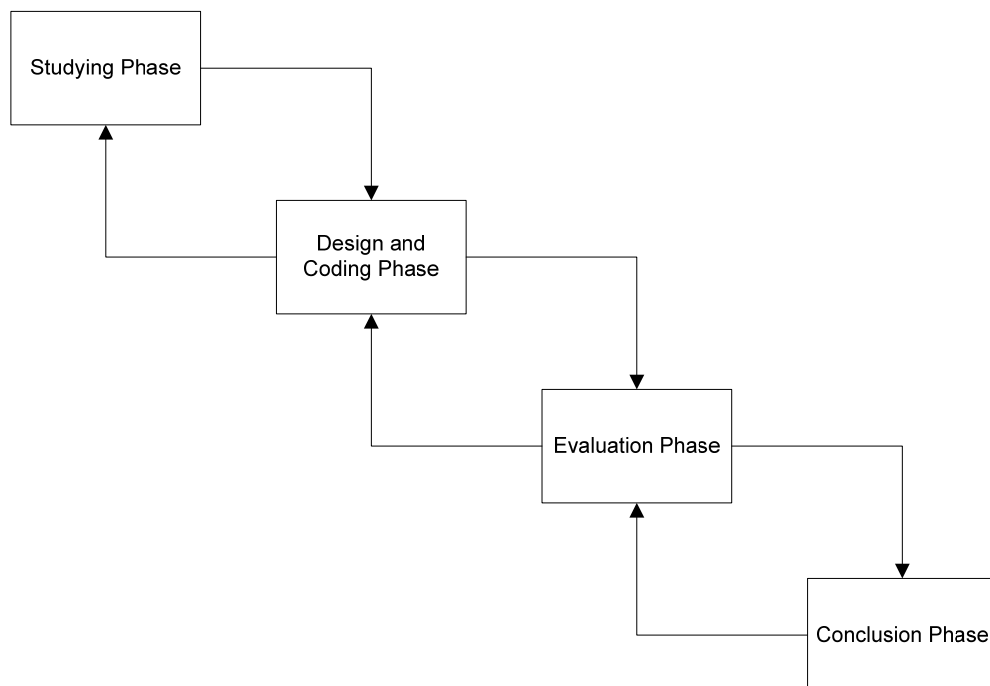 Studying Phase
Design and
Coding Phase
Evaluation Phase
Conclusion Phase